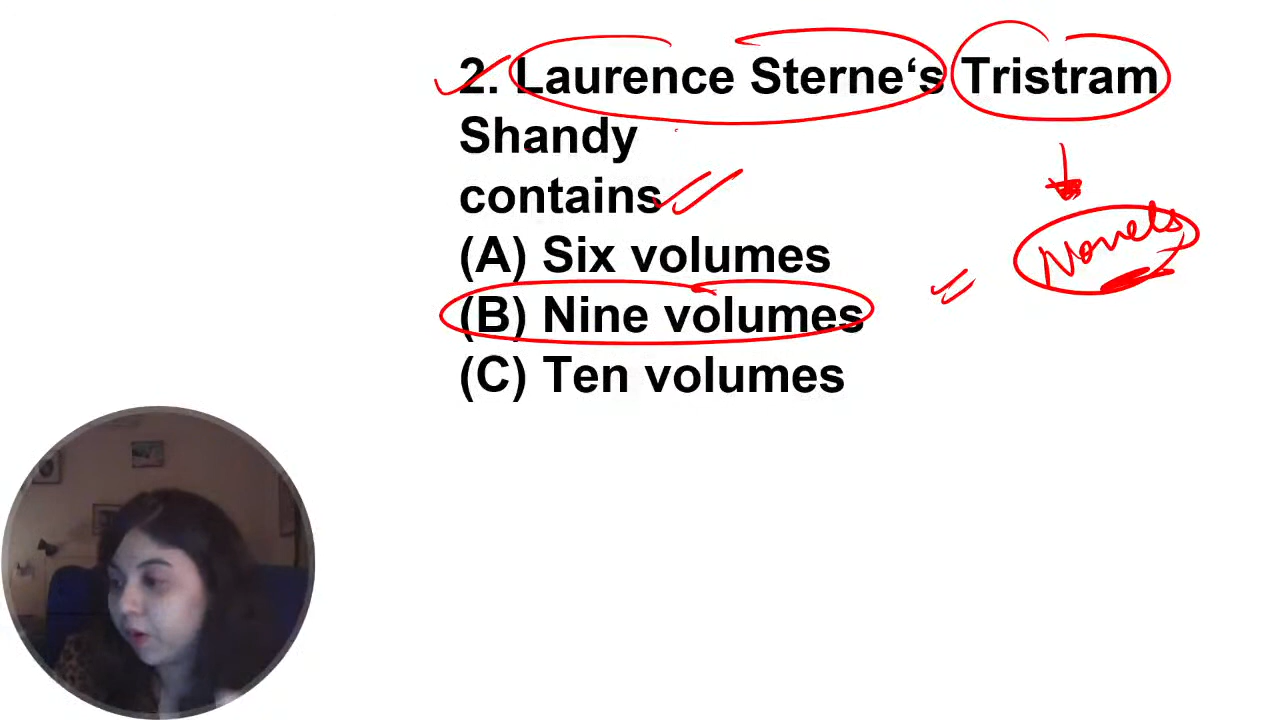 2. Laurence Sterne‘s Tristram
Shandy
contains
(A) Six volumes
(B) Nine volumes
(C) Ten volumes
Novels